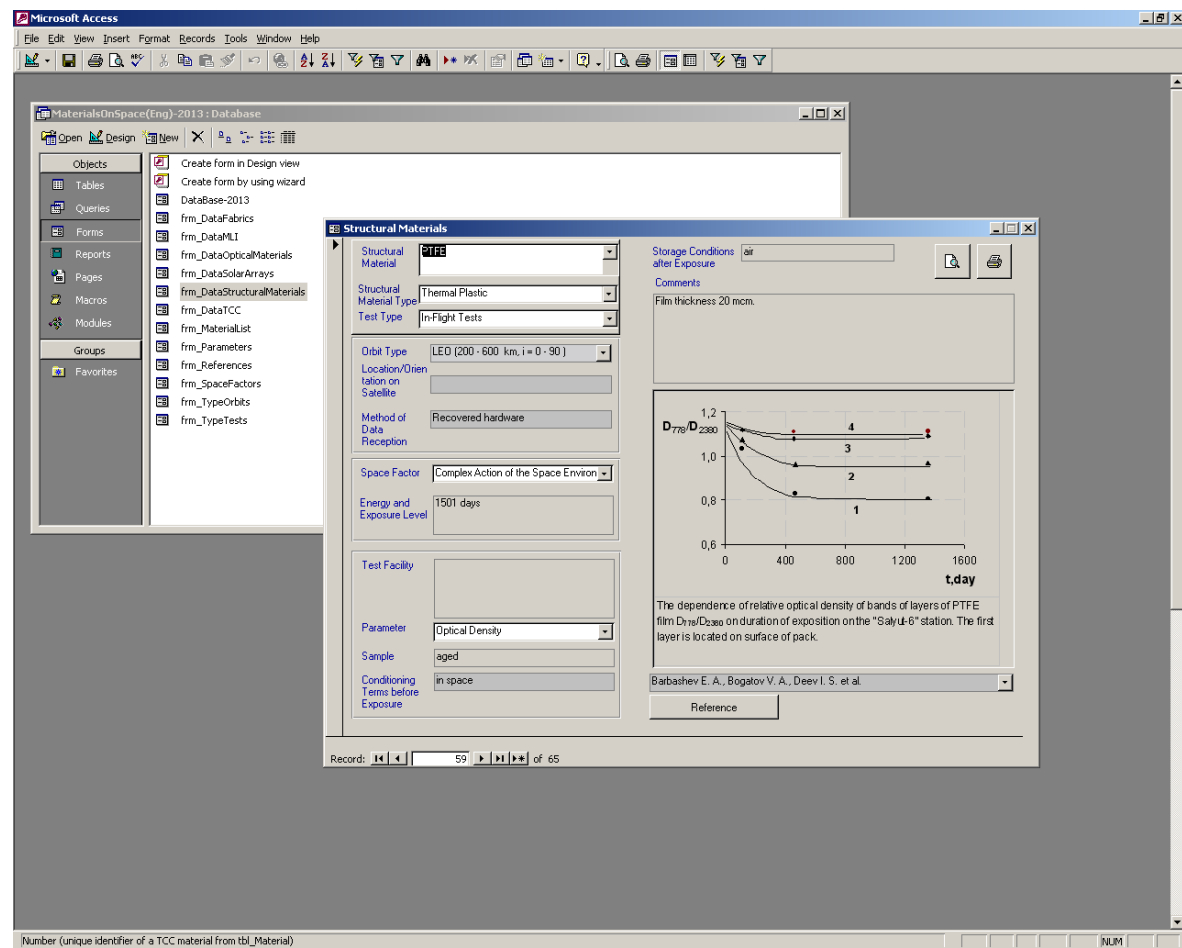 Microsoft Access
File Edit View Insert Format Records Tools Window Help
MaterialsOnSpace(Eng)-2013 : Database
Open Design New
Objects
Tables
Queries
Forms
Reports
Pages
Macros
Modules
Groups
Favorites
Create form in Design view
Create form by using wizard
DataBase-2013
frm_DataFabrics
frm_DataMLI
frm_DataOpticalMaterials
frm_DataSolarArrays
frm_DataStructuralMaterials
frm_DataTCC
frm_MaterialList
frm_Parameters
frm_References
frm_SpaceFactors
frm_TypeOrbits
frm_TypeTests
Structural Materials
Structural
Material
PTFE
Structural
Material Type
Thermal Plastic
Test Type
In-Flight Tests
Orbit Type
LEO (200 - 600 km, i = 0 - 90 )
Location/Orien
tation on
Satellite
Method of
Data
Reception
Recovered hardware
Space Factor
Complex Action of the Space Environ
Energy and
Exposure Level
1501 days
Test Facility
Parameter
Optical Density
Sample
aged
Conditioning
Terms before
Exposure
in space
Storage Conditions
after Exposure
air
Comments
Film thickness 20 mcm.
D778/D2380
1,2
1,0
0,8
0,6
4
3
2
1
0 400 800 1200 1600
t,day
The dependence of relative optical density of bands of layers of PTFE
film D778/D2380 on duration of exposition on the "Salyut-6" station. The first
layer is located on surface of pack.
Barbashev E. A., Bogatov V. A., Deev I. S. et al.
Reference
Record: 59 of 65
Number (unique identifier of a TCC material from tbl_Material)
NUM